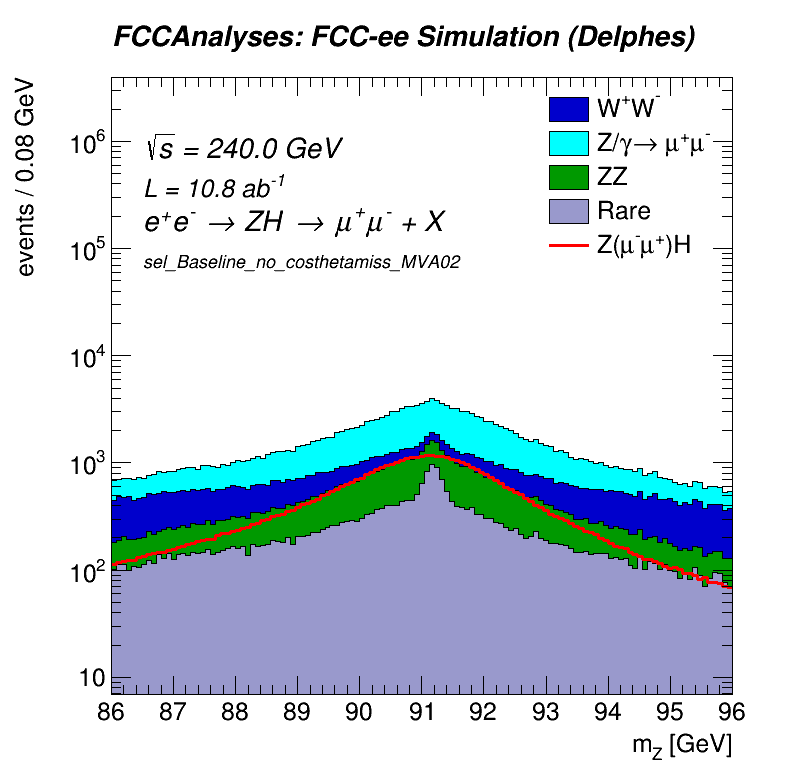 FCCAnalyses: FCC-ee Simulation (Delphes)
events / 0.08 GeV
√s = 240.0 GeV
L = 10.8 ab⁻¹
e⁺e⁻ → ZH → μ⁺μ⁻ + X
sel_Baseline_no_costhetamiss_MVA02
W⁺W⁻
Z/γ→ μ⁺μ⁻
ZZ
Rare
Z(μ⁻μ⁺)H
10⁶
10⁵
10⁴
10³
10²
10
86 87 88 89 90 91 92 93 94 95 96
m_Z [GeV]